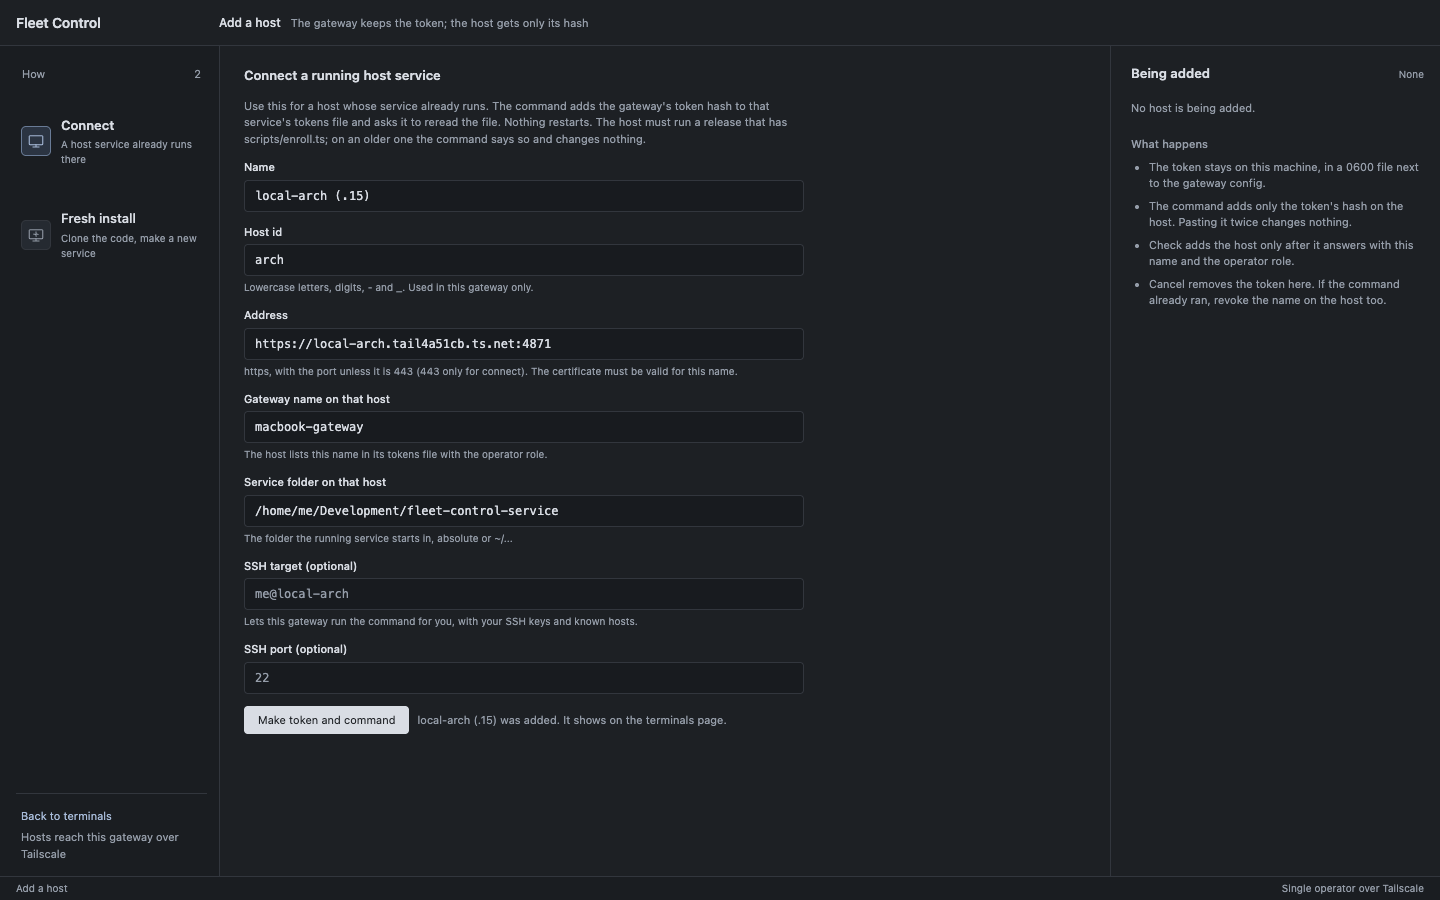 Fleet Control
Add a host The gateway keeps the token; the host gets only its hash
How 2
Connect
A host service already runs
there
Fresh install
Clone the code, make a new
service
Back to terminals
Hosts reach this gateway over
Tailscale
Connect a running host service
Use this for a host whose service already runs. The command adds the gateway's token hash to that
service's tokens file and asks it to reread the file. Nothing restarts. The host must run a release that has
scripts/enroll.ts; on an older one the command says so and changes nothing.
Name
local-arch (.15)
Host id
arch
Lowercase letters, digits, - and _. Used in this gateway only.
Address
https://local-arch.tail4a51cb.ts.net:4871
https, with the port unless it is 443 (443 only for connect). The certificate must be valid for this name.
Gateway name on that host
macbook-gateway
The host lists this name in its tokens file with the operator role.
Service folder on that host
/home/me/Development/fleet-control-service
The folder the running service starts in, absolute or ~/...
SSH target (optional)
me@local-arch
Lets this gateway run the command for you, with your SSH keys and known hosts.
SSH port (optional)
22
Make token and command local-arch (.15) was added. It shows on the terminals page.
Being added None
No host is being added.
What happens
• The token stays on this machine, in a 0600 file next
to the gateway config.
• The command adds only the token's hash on the
host. Pasting it twice changes nothing.
• Check adds the host only after it answers with this
name and the operator role.
• Cancel removes the token here. If the command
already ran, revoke the name on the host too.
Add a host Single operator over Tailscale